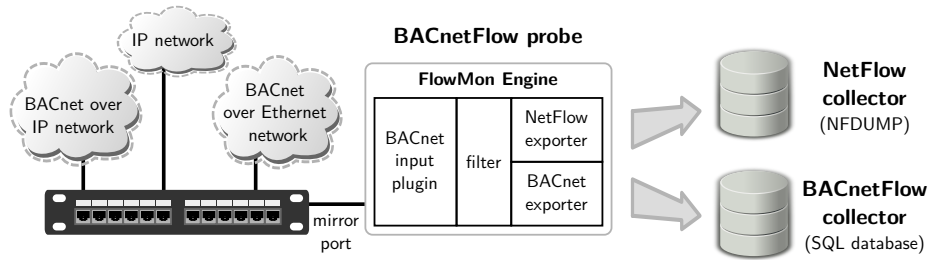 IP network
BACnet over
IP network
BACnet
over Ethernet
network
mirror
port
BACnetFlow probe
FlowMon Engine
BACnet
input
plugin
filter
NetFlow
exporter
BACnet
exporter
NetFlow
collector
(NFDUMP)
BACnetFlow
collector
(SQL database)